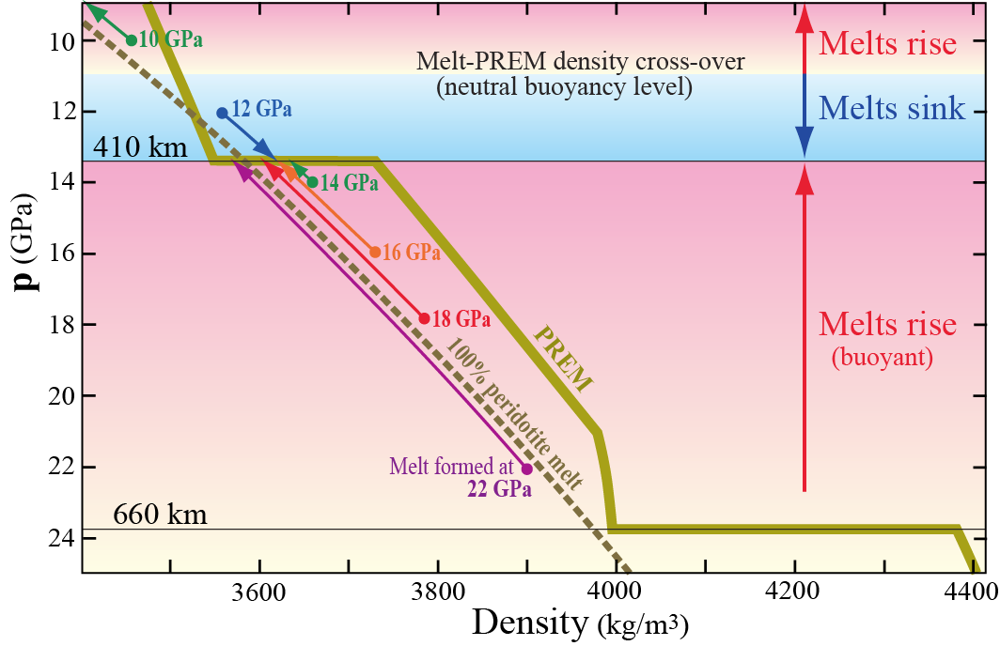 10 GPa
10
Melts rise
Melt-PREM density cross-over
(neutral buoyancy level)
12
12 GPa
Melts sink
410 km
14
14 GPa
p (GPa)
16
16 GPa
18
18 GPa
Melts rise
(buoyant)
PREM
100% peridotite melt
20
22
Melt formed at
22 GPa
660 km
24
3600
3800
4000
4200
4400
Density (kg/m³)